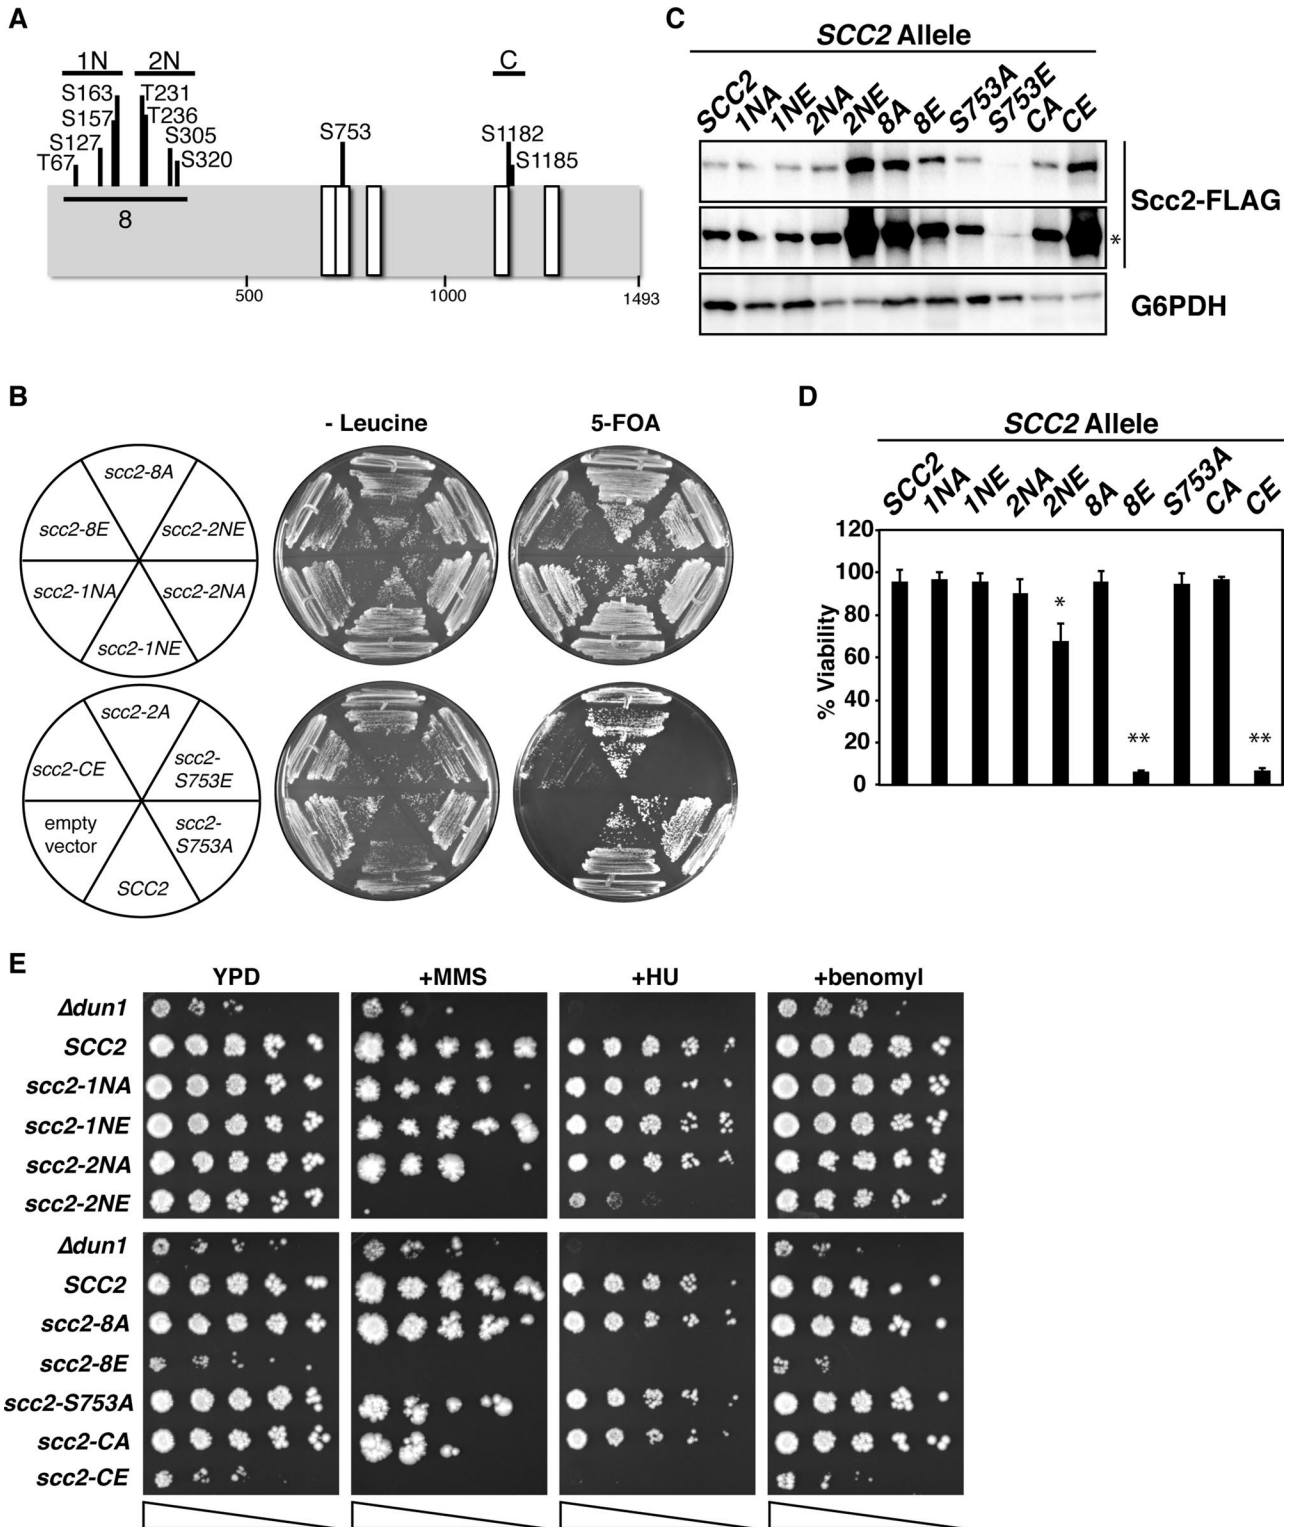 A
1N
2N
C
S163
T231
S157
T236
S127
S305
T67
S320
S753
S1182
S1185
8
500
1000
1493
C
SCC2 Allele
SCC2
1NA
1NE
2NA
2NE
8A
8E
S753A
S753E
CA
CE
Scc2-FLAG
*
G6PDH
B
- Leucine
5-FOA
scc2-8A
scc2-8E
scc2-2NE
scc2-1NA
scc2-2NA
scc2-1NE
scc2-2A
scc2-CE
scc2-
S753E
empty
vector
scc2-
S753A
SCC2
D
SCC2 Allele
SCC2
1NA
1NE
2NA
2NE
8A
8E
S753A
CA
CE
% Viability
120
100
80
60
40
20
0
*
**
**
E
YPD
+MMS
+HU
+benomyl
Δdun1
SCC2
scc2-1NA
scc2-1NE
scc2-2NA
scc2-2NE
Δdun1
SCC2
scc2-8A
scc2-8E
scc2-S753A
scc2-CA
scc2-CE